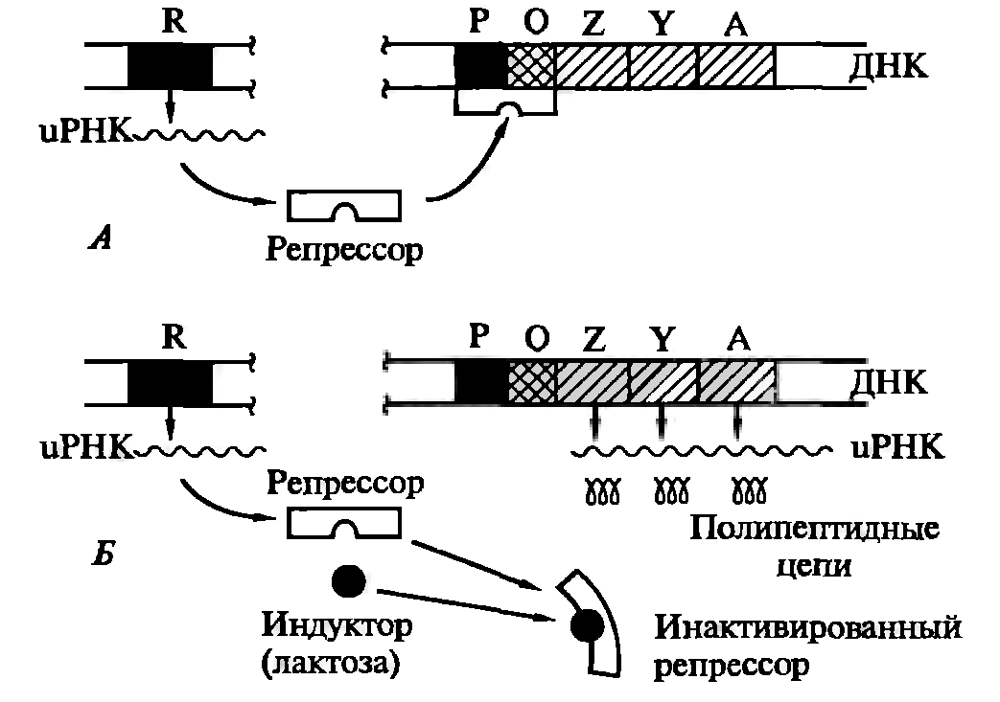 R P O Z Y A
ДНК
иРНК
А
Репрессор
R P O Z Y A
ДНК
иРНК
иРНК
Репрессор
Полипептидные
цепи
Б
Индуктор
(лактоза)
Инактивированный
репрессор